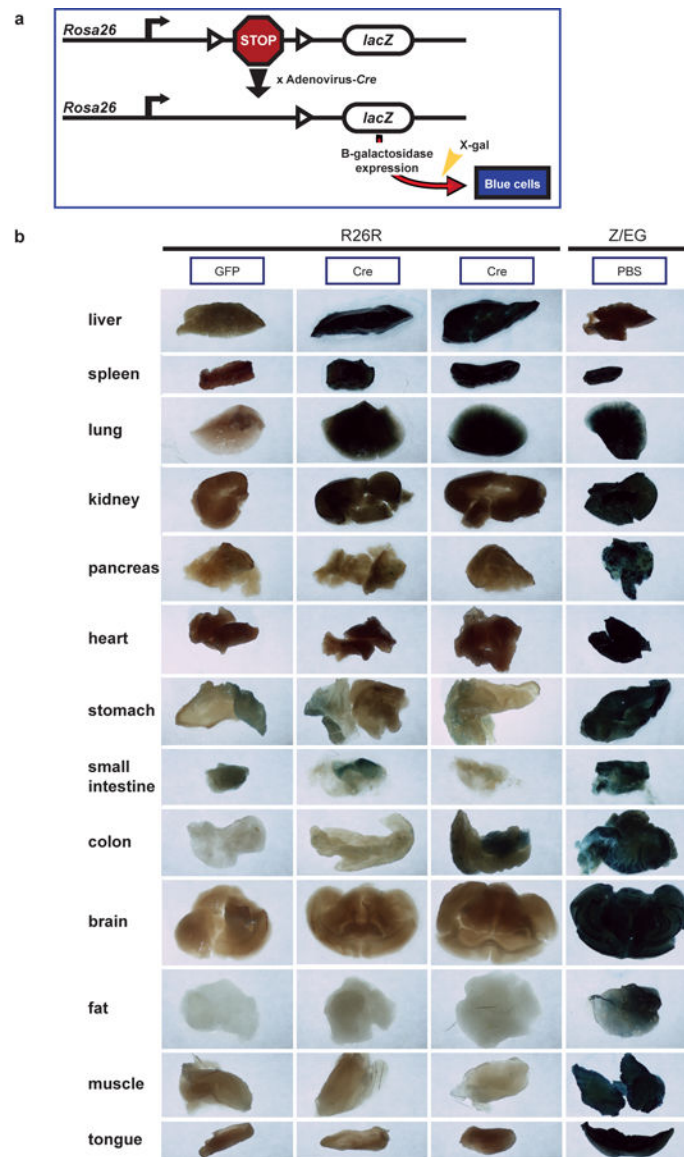 a
Rosa26
STOP
lacZ
x Adenovirus-Cre
Rosa26
lacZ
B-galactosidase
expression
X-gal
Blue cells
b
R26R
Z/EG
GFP
Cre
Cre
PBS
liver
spleen
lung
kidney
pancreas
heart
stomach
small
intestine
colon
brain
fat
muscle
tongue